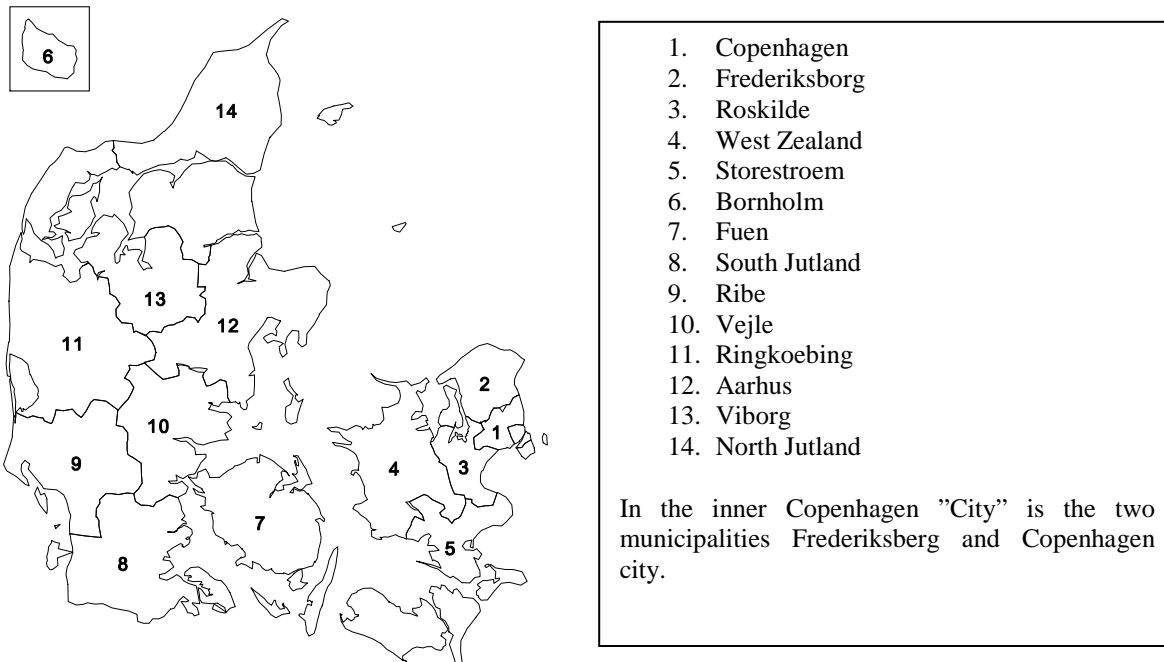 6
14
13
12
11
10
9
8
7
2
1
3
4
5
1. Copenhagen
2. Frederiksborg
3. Roskilde
4. West Zealand
5. Storestroem
6. Bornholm
7. Fuen
8. South Jutland
9. Ribe
10. Vejle
11. Ringkoebing
12. Aarhus
13. Viborg
14. North Jutland
In the inner Copenhagen ”City” is the two
municipalities Frederiksberg and Copenhagen
city.